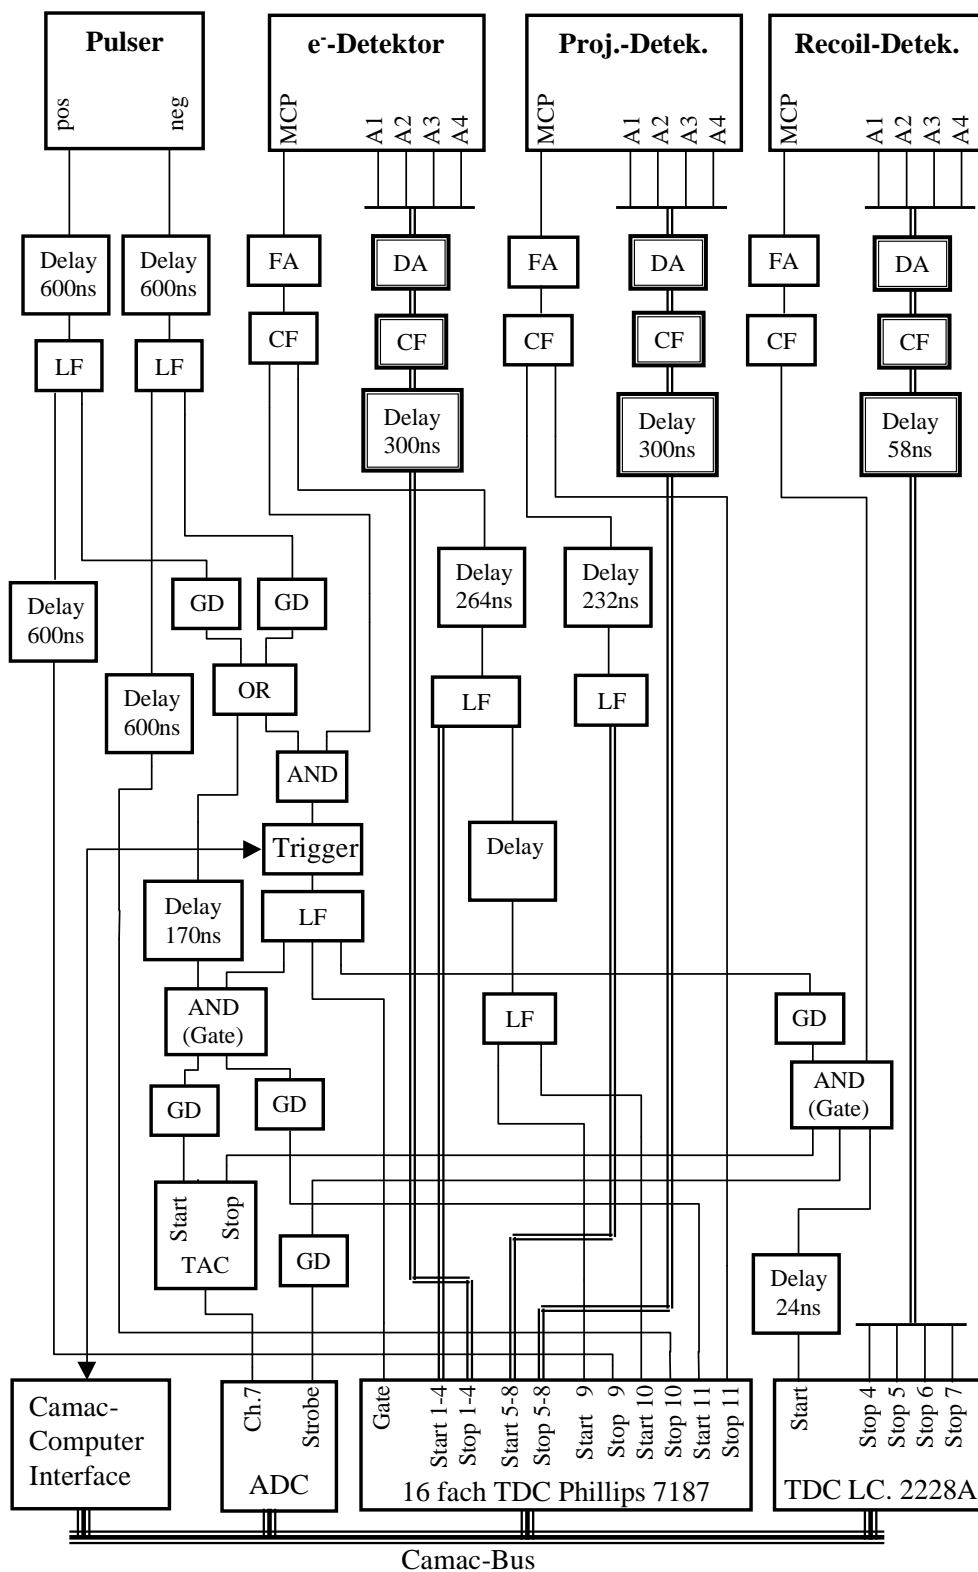 Pulser
e⁻-Detektor
Proj.-Detek.
Recoil-Detek.
pos
neg
MCP
A1
A2
A3
A4
MCP
A1
A2
A3
A4
MCP
A1
A2
A3
A4
Delay
600ns
Delay
600ns
FA
DA
FA
DA
FA
DA
LF
LF
CF
CF
CF
CF
CF
CF
Delay
300ns
Delay
300ns
Delay
58ns
Delay
600ns
GD
GD
Delay
264ns
Delay
232ns
Delay
600ns
OR
LF
LF
AND
Trigger
Delay
Delay
170ns
LF
AND
(Gate)
LF
GD
GD
GD
AND
(Gate)
Start
Stop
TAC
GD
Delay
24ns
Camac-
Computer
Interface
Ch.7
Strobe
ADC
Gate
Start 1-4
Stop 1-4
Start 5-8
Stop 5-8
Start 9
Stop 9
Start 10
Stop 10
Start 11
Stop 11
16 fach TDC Phillips 7187
Start
Stop 4
Stop 5
Stop 6
Stop 7
TDC LC. 2228A
Camac-Bus